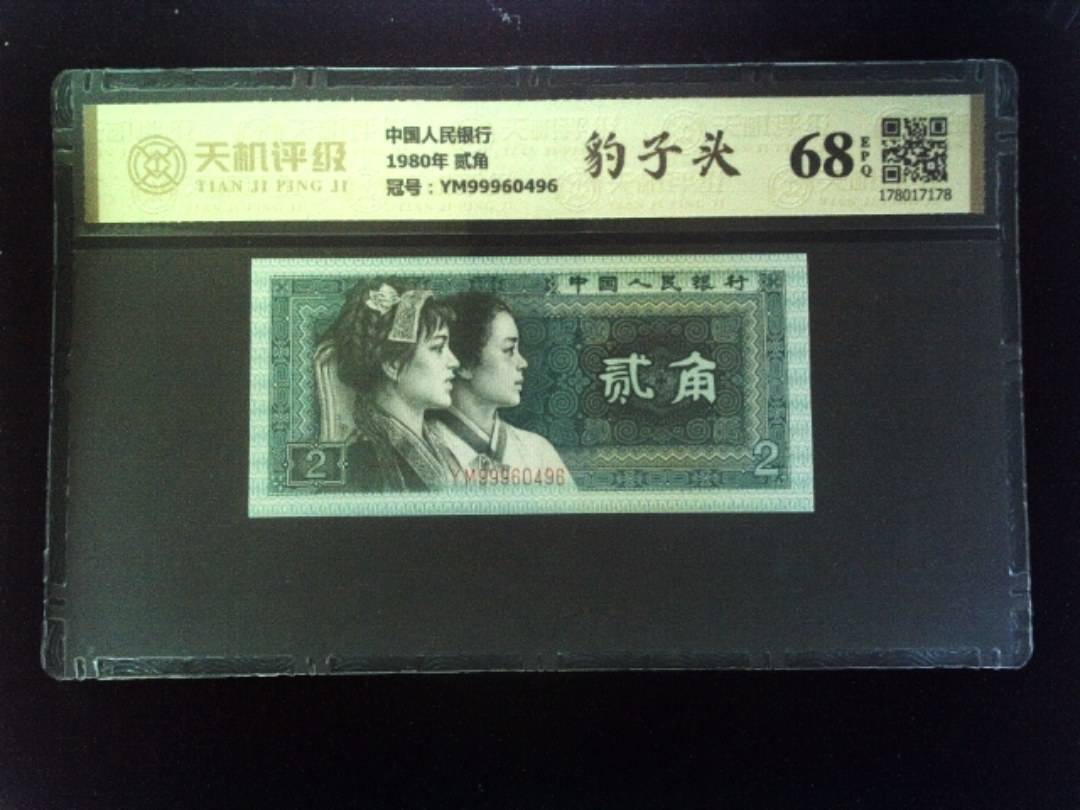 天机评级
TIAN JI PING JI
中国人民银行
1980年 贰角
冠号：YM99960496
豹子头
68
EPQ
178017178
中国人民银行
贰角
2
2
YM99960496